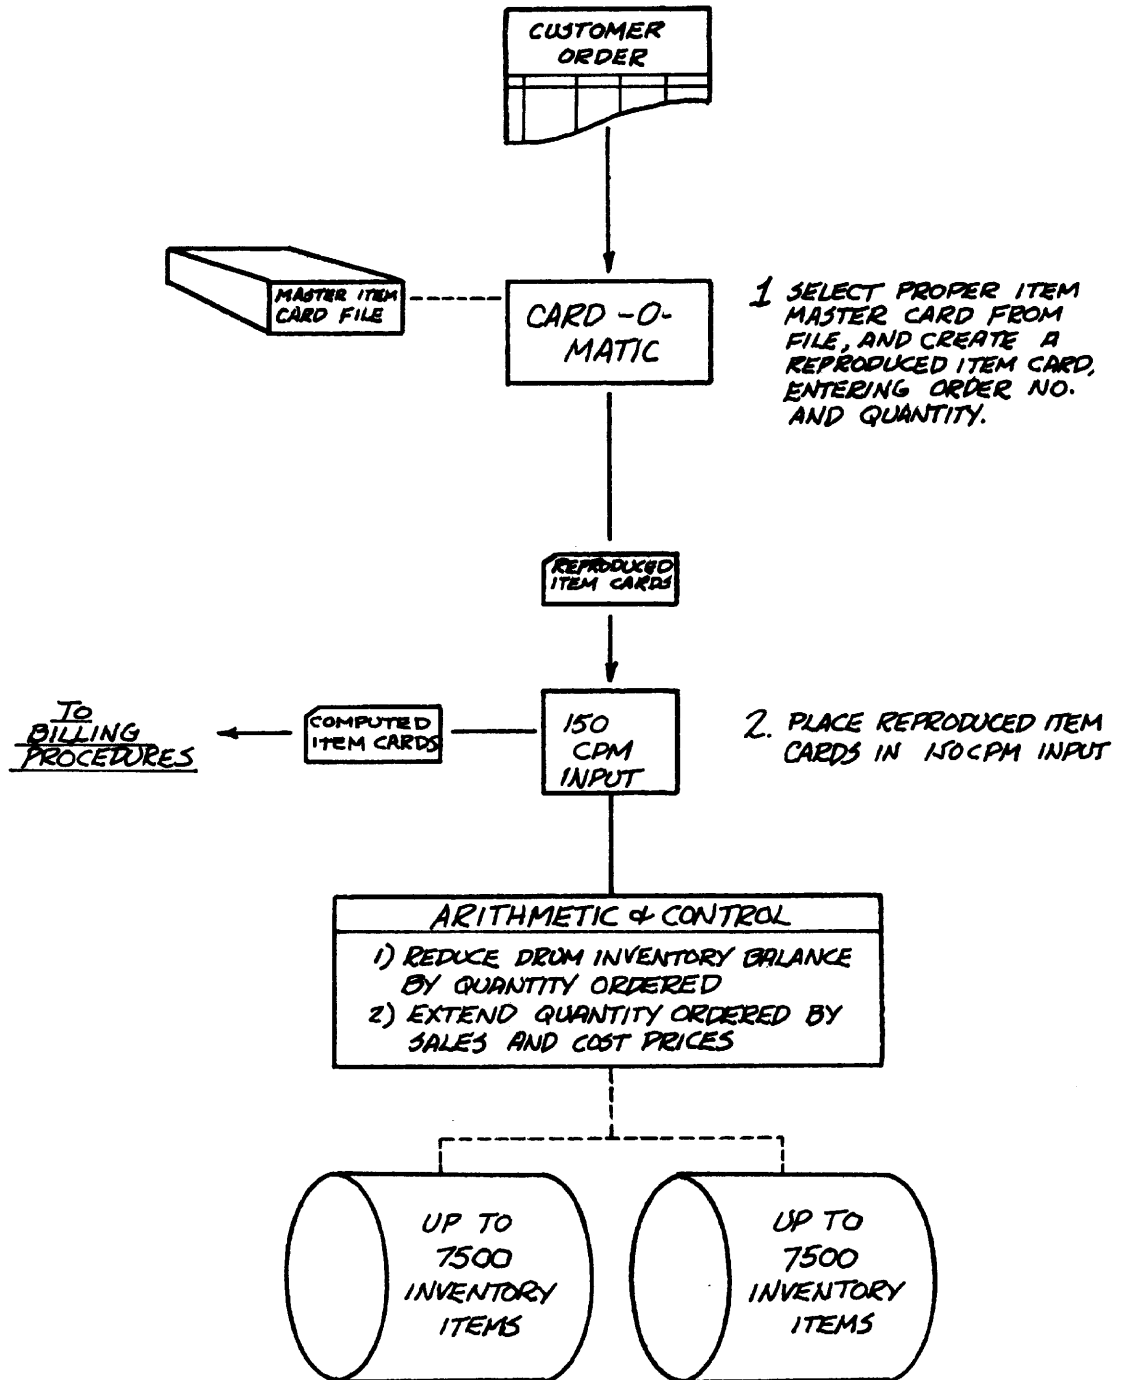 CUSTOMER
ORDER
MASTER ITEM
CARD FILE
CARD-O-
MATIC
1 SELECT PROPER ITEM
MASTER CARD FROM
FILE, AND CREATE A
REPRODUCED ITEM CARD,
ENTERING ORDER NO.
AND QUANTITY.
REPRODUCED
ITEM CARDS
TO
BILLING
PROCEDURES
COMPUTED
ITEM CARDS
150
CPM
INPUT
2. PLACE REPRODUCED ITEM
CARDS IN 150CPM INPUT
ARITHMETIC & CONTROL
1) REDUCE DRUM INVENTORY BALANCE
BY QUANTITY ORDERED
2) EXTEND QUANTITY ORDERED BY
SALES AND COST PRICES
UP TO
7500
INVENTORY
ITEMS
UP TO
7500
INVENTORY
ITEMS